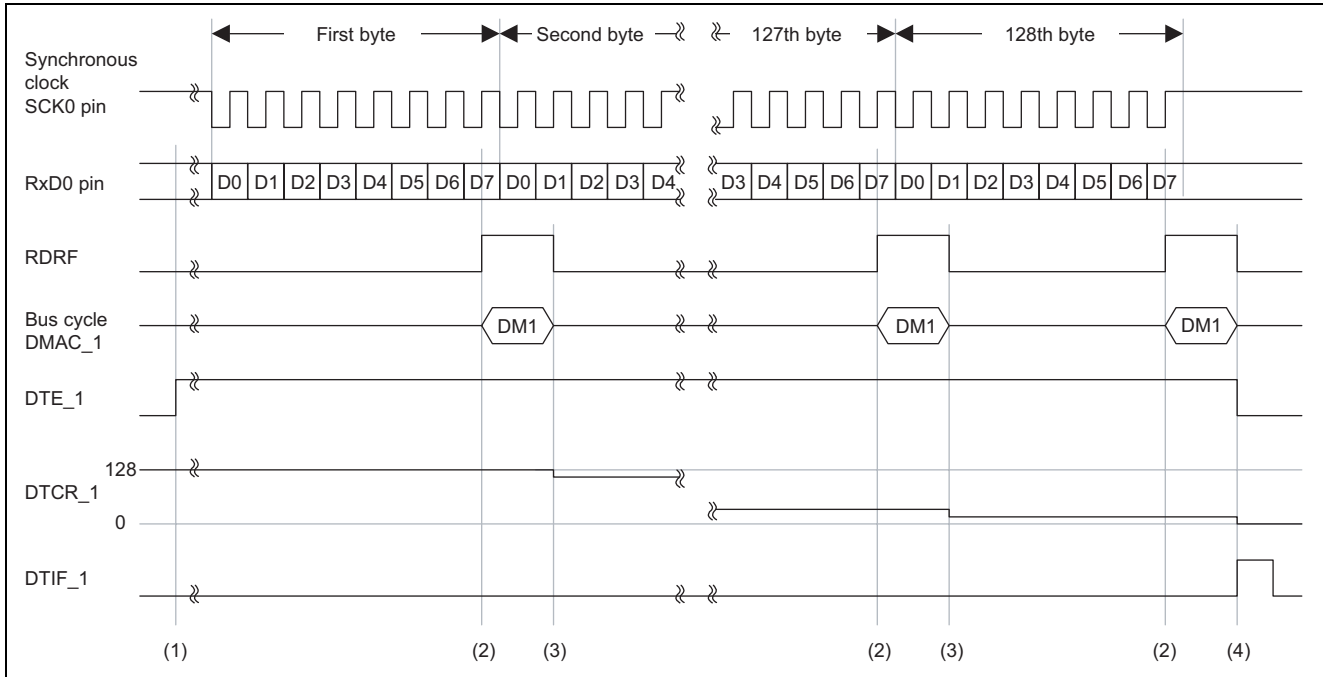 First byte Second byte 127th byte 128th byte
Synchronous
clock
SCK0 pin
RxD0 pin D0 D1 D2 D3 D4 D5 D6 D7 D0 D1 D2 D3 D4 D3 D4 D5 D6 D7 D0 D1 D2 D3 D4 D5 D6 D7
RDRF
Bus cycle
DMAC_1
DM1 DM1 DM1
DTE_1
128
DTCR_1
0
DTIF_1
(1) (2) (3) (2) (3) (2) (4)